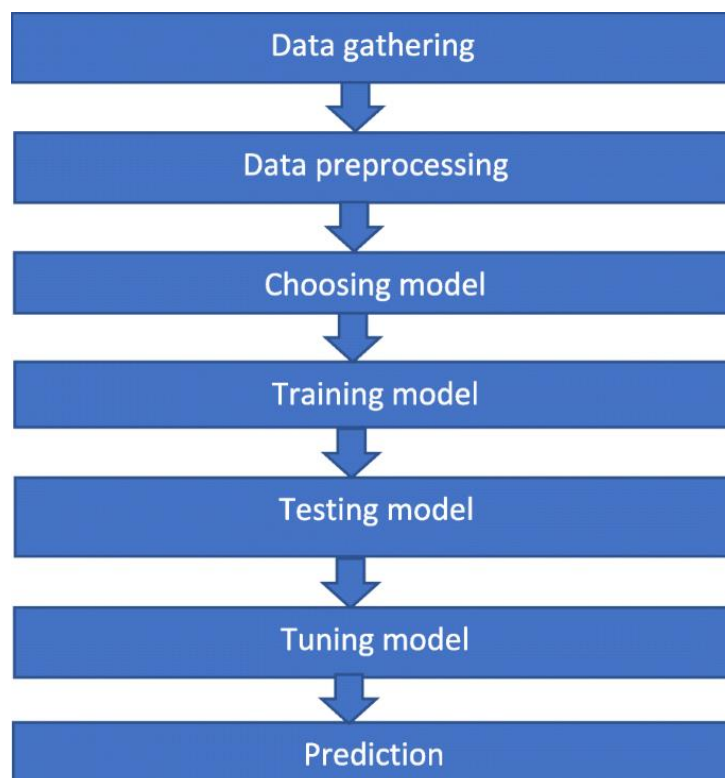 Data gathering
Data preprocessing
Choosing model
Training model
Testing model
Tuning model
Prediction